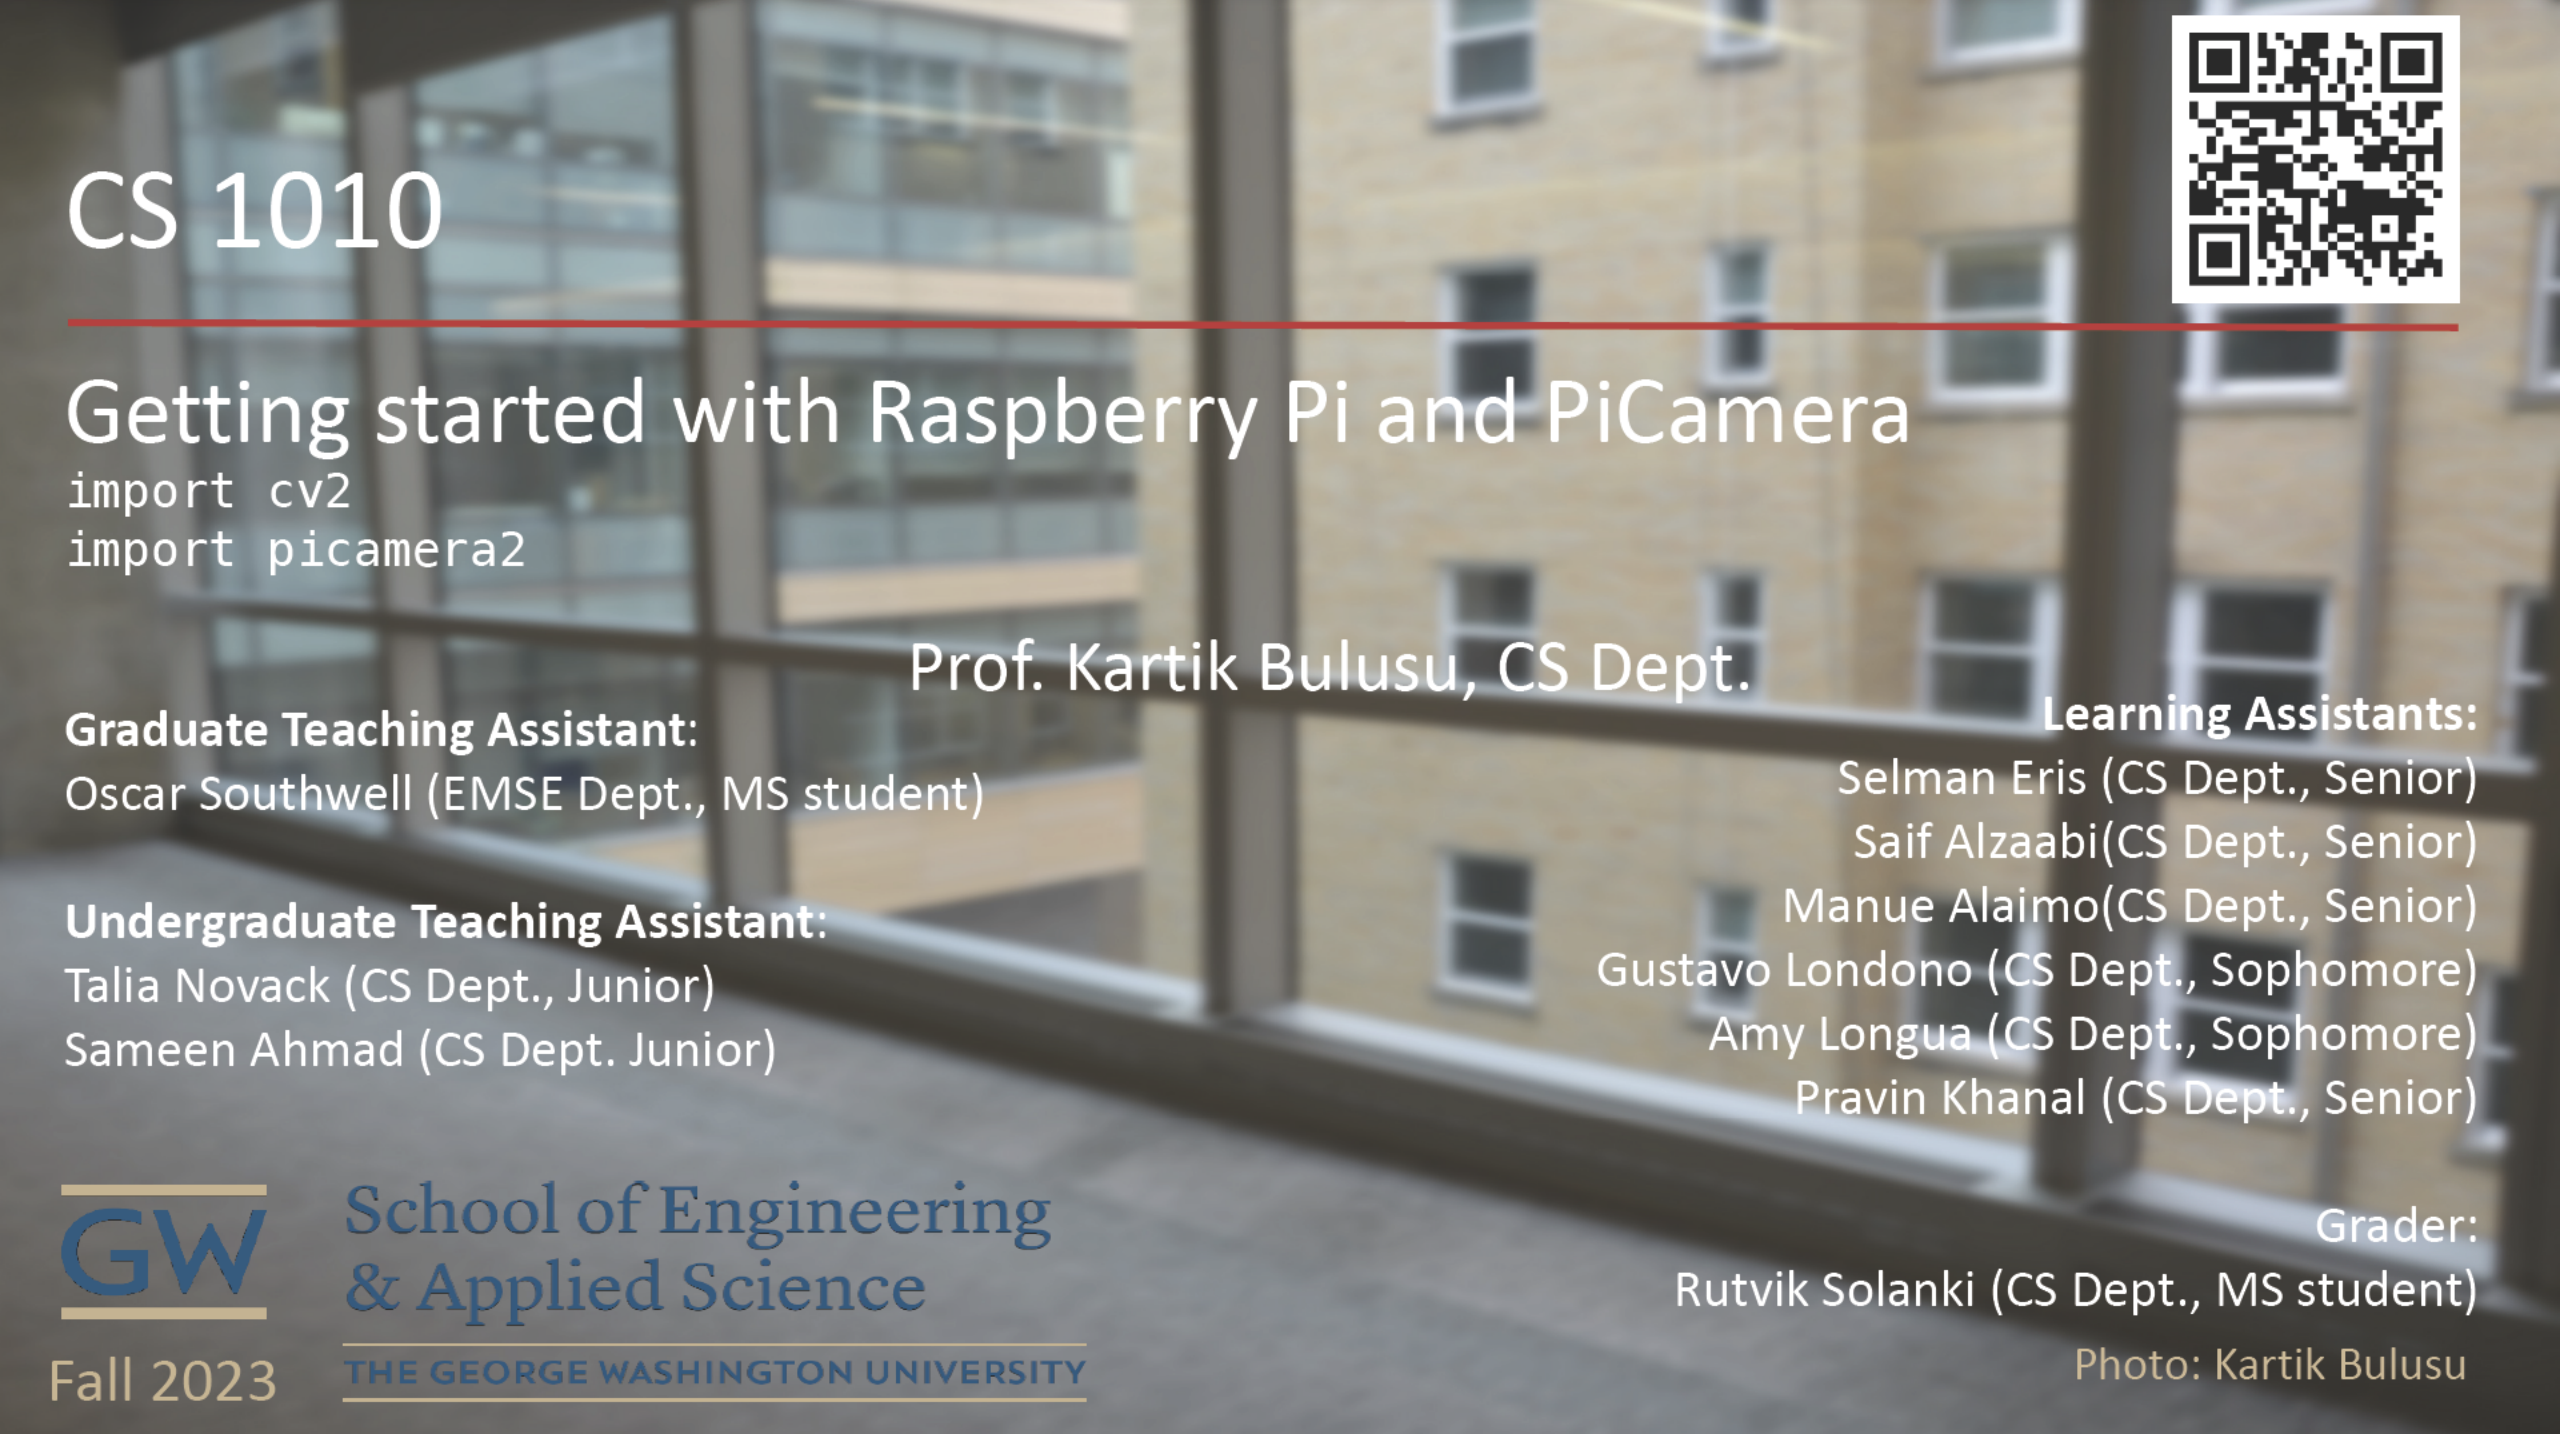 CS 1010
Getting started with Raspberry Pi and PiCamera
import cv2
import picamera2
Prof. Kartik Bulusu, CS Dept.
Graduate Teaching Assistant:
Oscar Southwell (EMSE Dept., MS student)
Undergraduate Teaching Assistant:
Talia Novack (CS Dept., Junior)
Sameen Ahmad (CS Dept. Junior)
Learning Assistants:
Selman Eris (CS Dept., Senior)
Saif Alzaabi(CS Dept., Senior)
Manue Alaimo(CS Dept., Senior)
Gustavo Londono (CS Dept., Sophomore)
Amy Longua (CS Dept., Sophomore)
Pravin Khanal (CS Dept., Senior)
Grader:
Rutvik Solanki (CS Dept., MS student)
Photo: Kartik Bulusu
GW
School of Engineering
& Applied Science
THE GEORGE WASHINGTON UNIVERSITY
Fall 2023